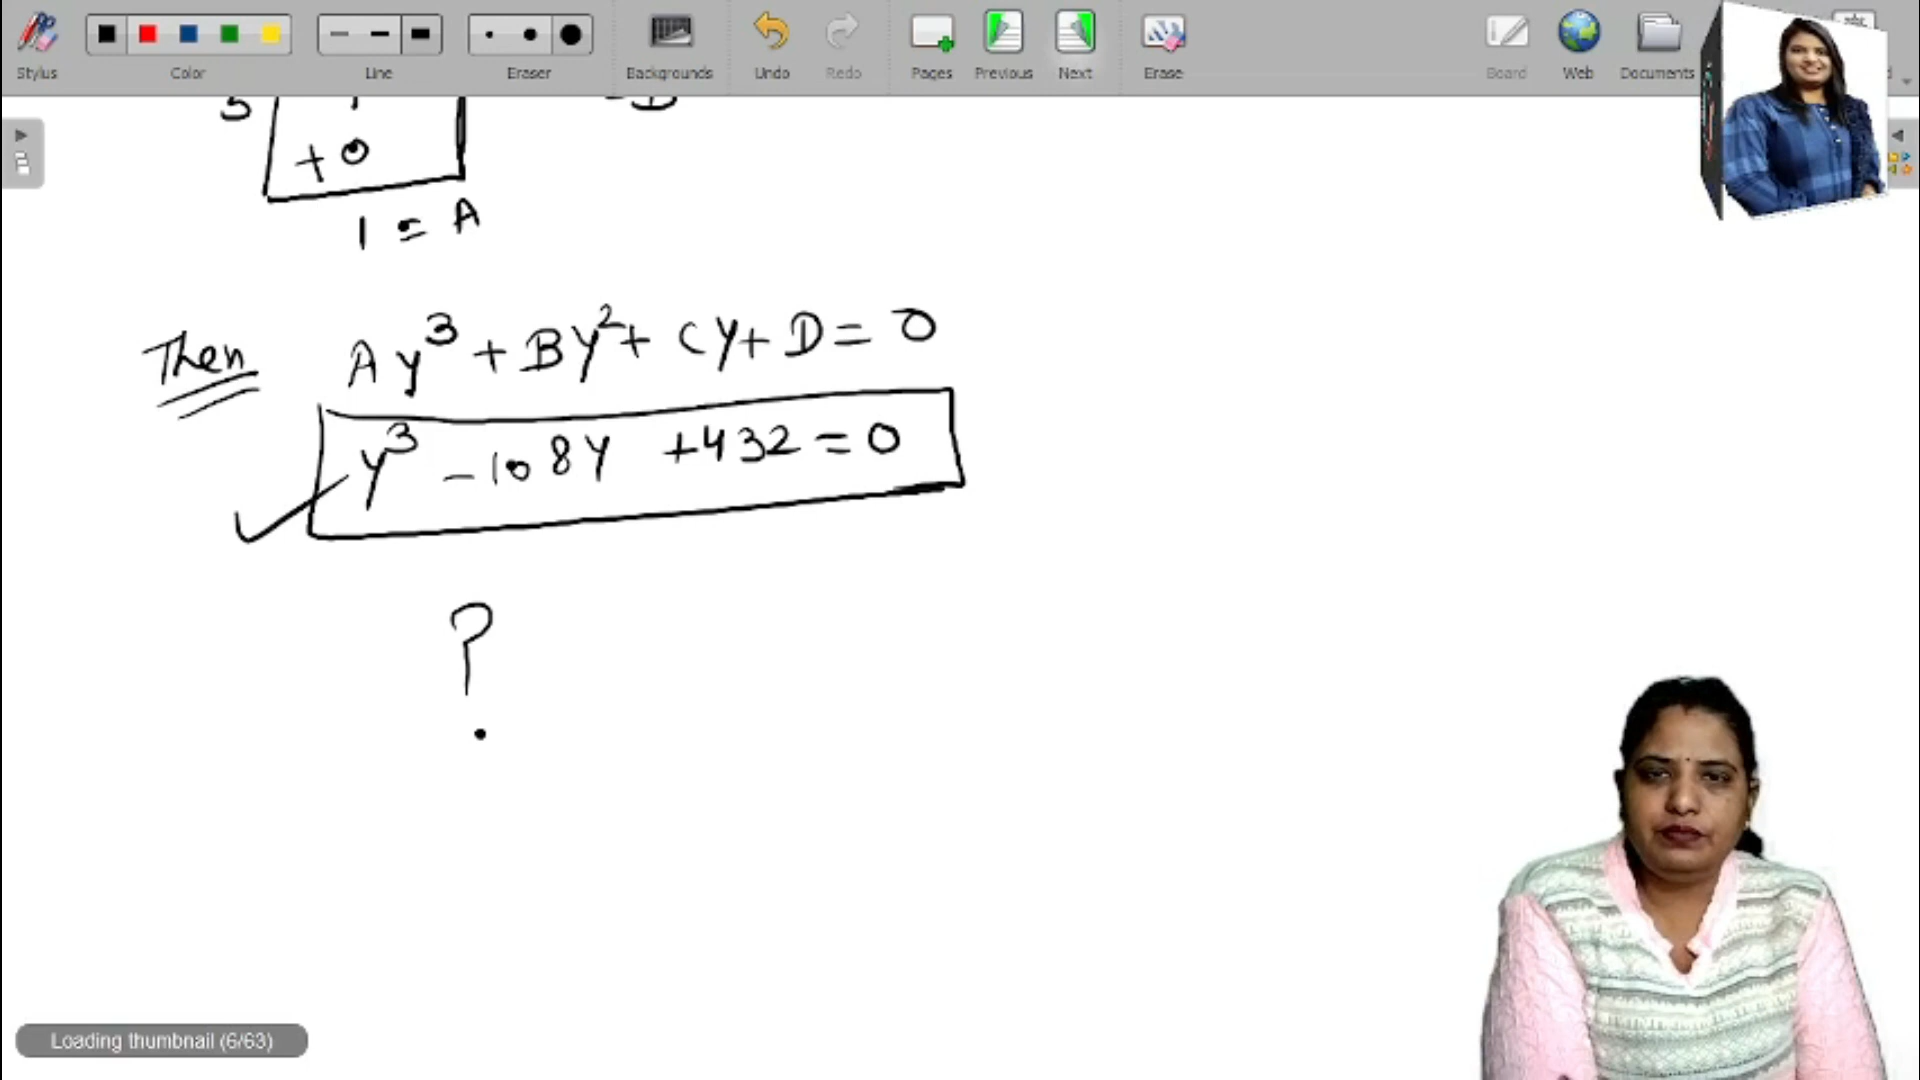 Stylus Color Line Eraser Backgrounds Undo Redo Pages Previous Next Erase Board Web Documents
+0
1 = A
Then Ay³ + By² + Cy + D = 0
y³ - 108y + 432 = 0
?
Loading thumbnail (6/63)